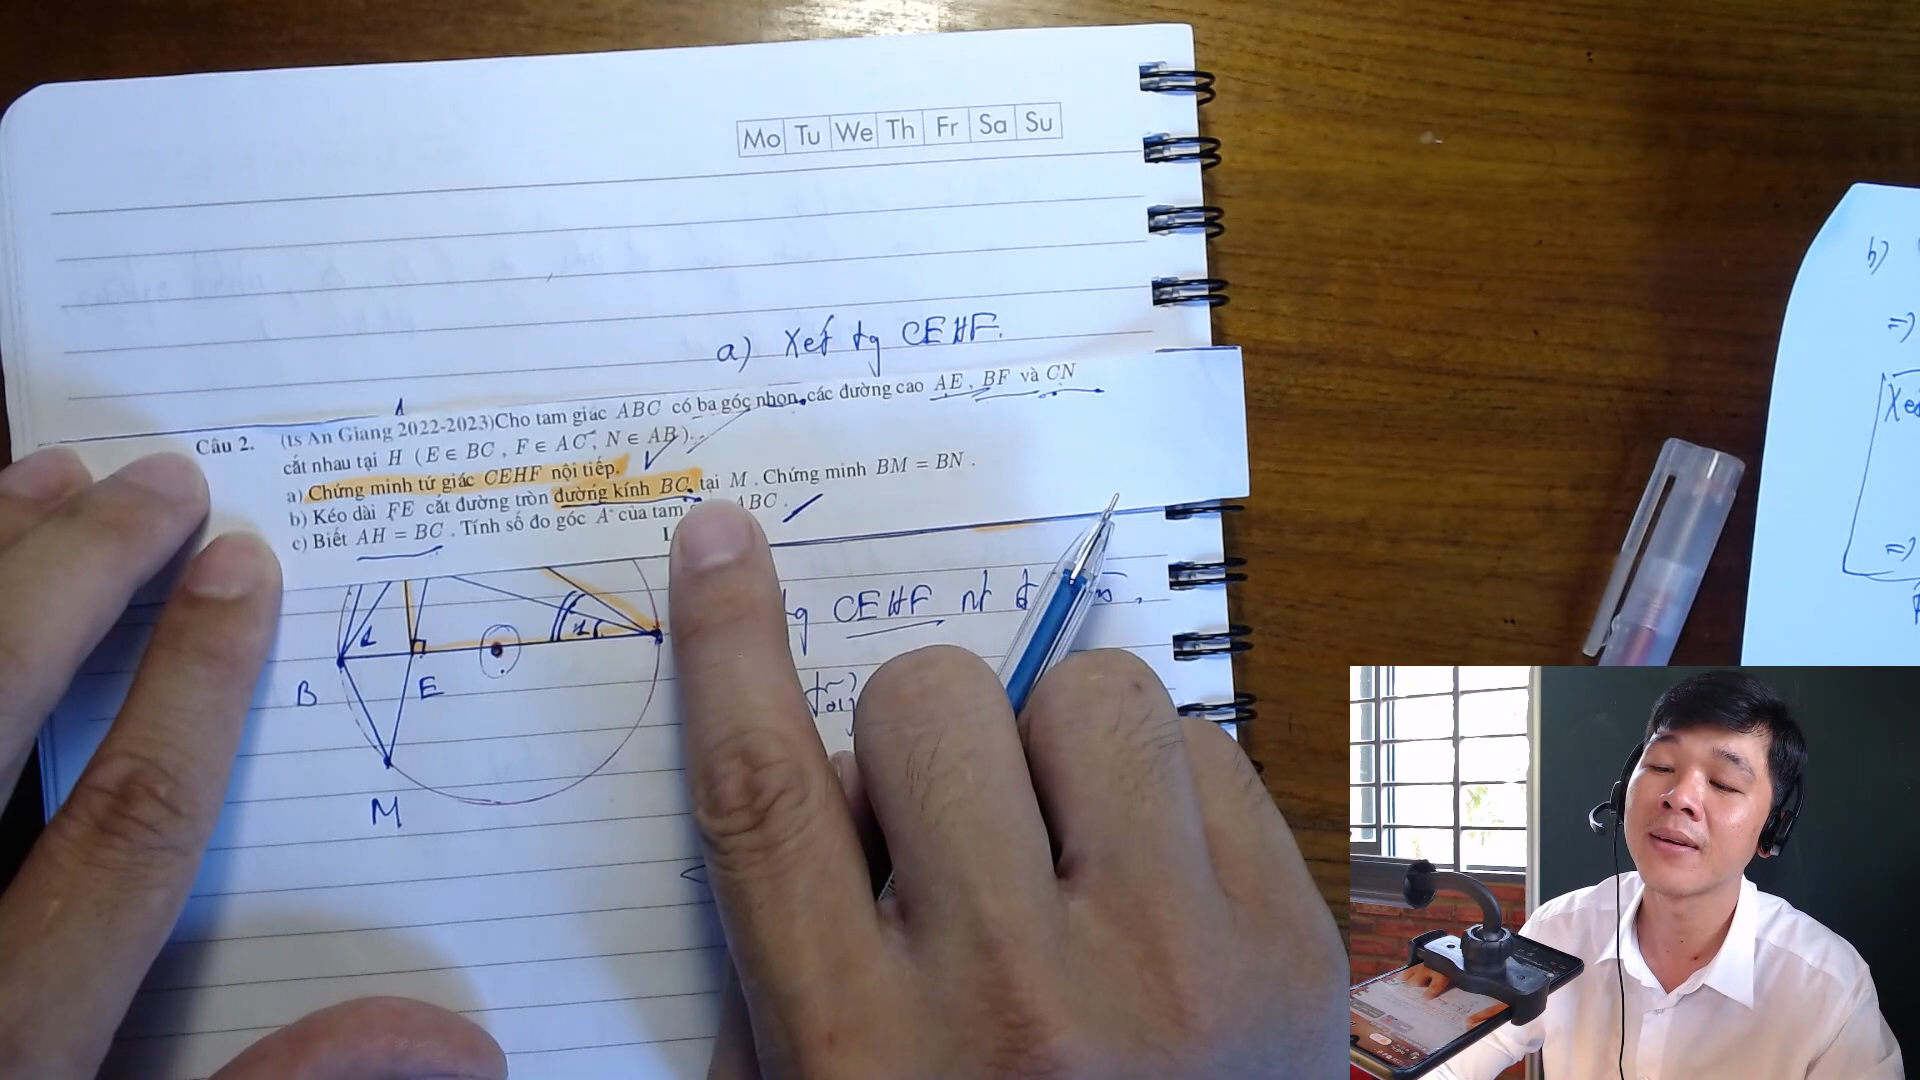 Mo Tu We Th Fr Sa Su
a) Xét tg CEHF.
Câu 2. (ts An Giang 2022-2023)Cho tam giác ABC có ba góc nhọn, các đường cao AE, BF và CN
cắt nhau tại H (E ∈ BC, F ∈ AC, N ∈ AB).
a) Chứng minh tứ giác CEHF nội tiếp.
b) Kéo dài FE cắt đường tròn đường kính BC tại M. Chứng minh BM = BN.
c) Biết AH = BC. Tính số đo góc A của tam ABC.
tg CEHF nt
1
B
E
M
b)
=>
=>